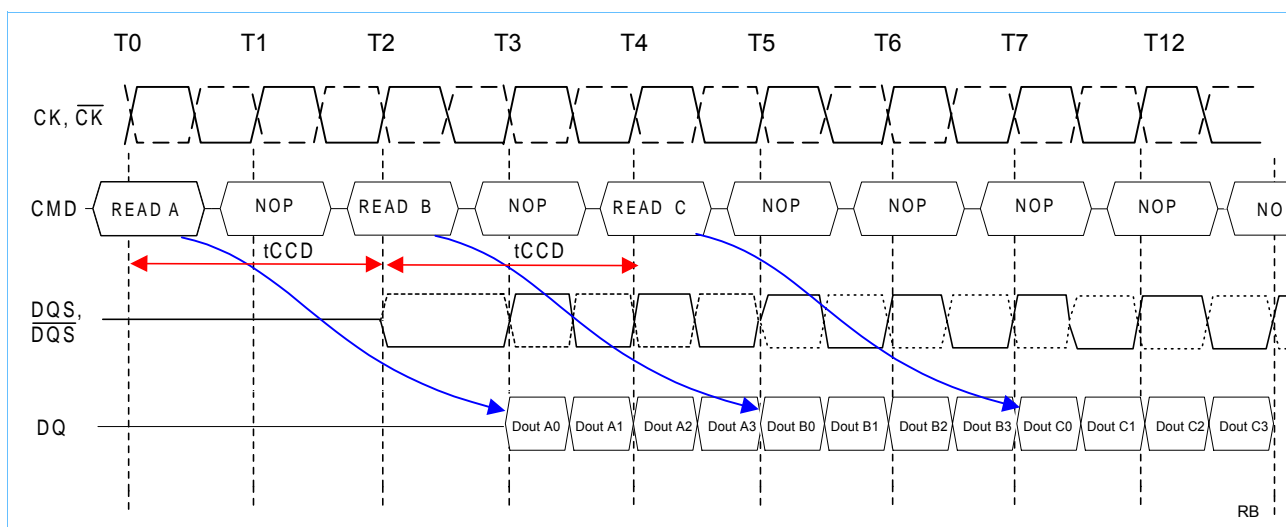 T0 T1 T2 T3 T4 T5 T6 T7 T12
CK, CK
CMD READ A NOP READ B NOP READ C NOP NOP NOP NOP NO
tCCD tCCD
DQS,
DQS
DQ Dout A0 Dout A1 Dout A2 Dout A3 Dout B0 Dout B1 Dout B2 Dout B3 Dout C0 Dout C1 Dout C2 Dout C3
RB